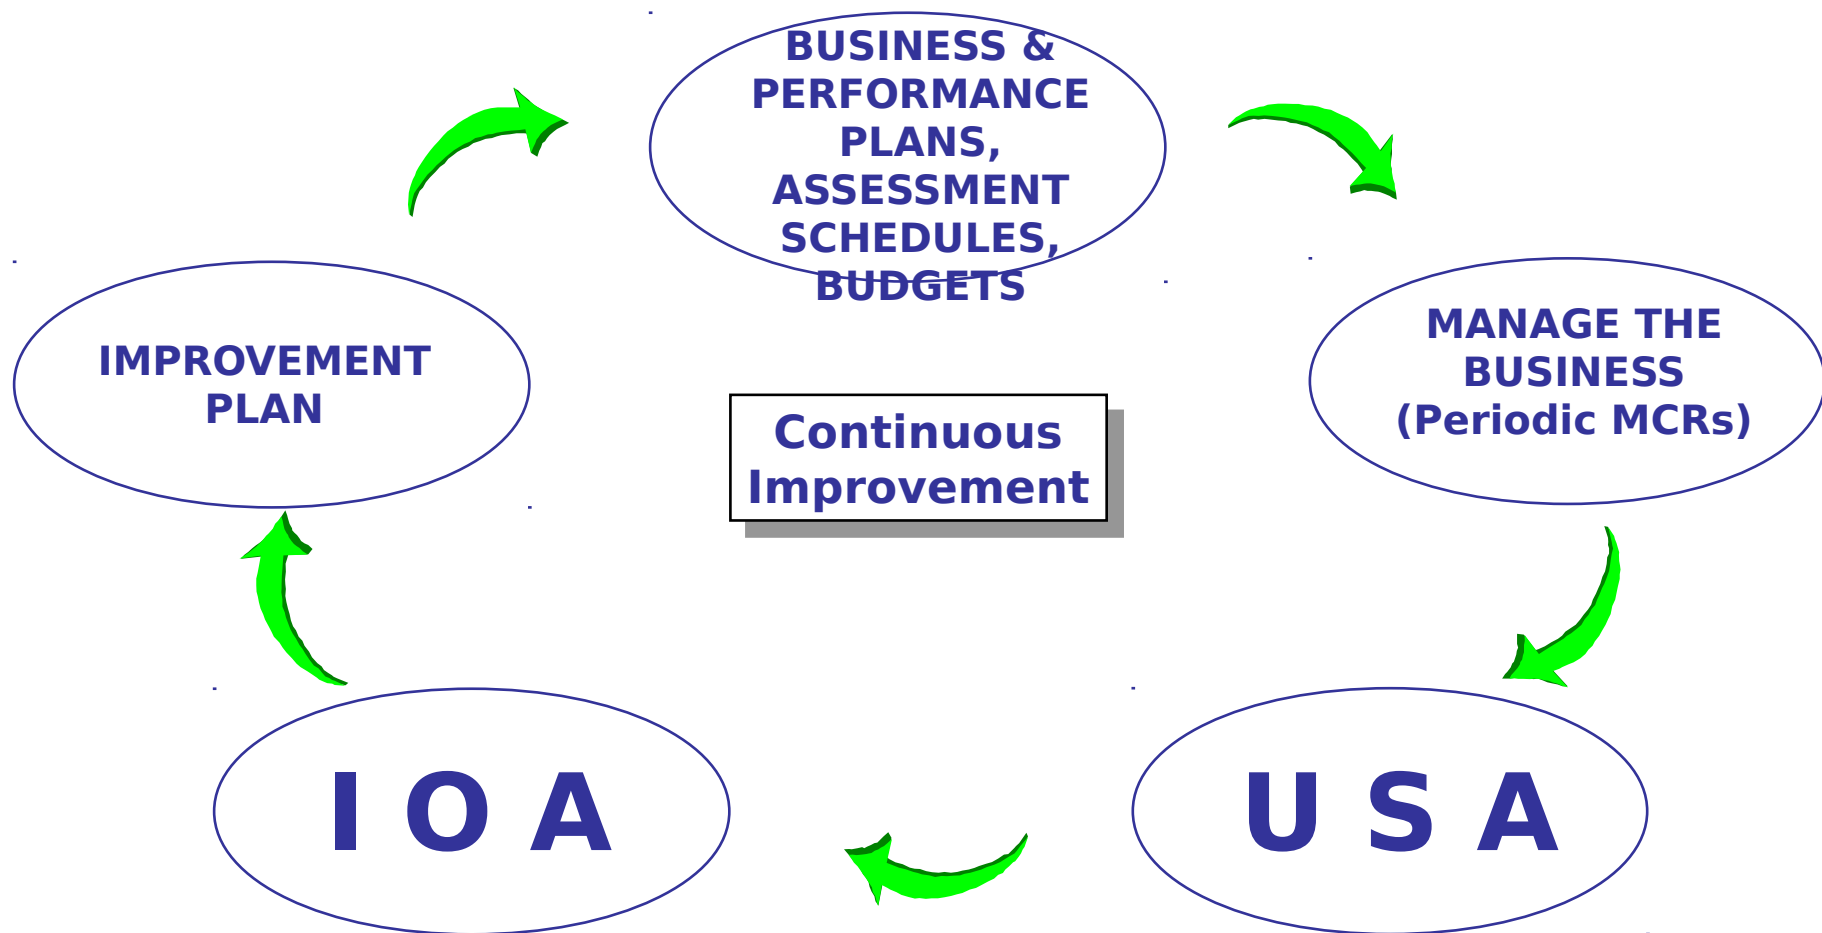 BUSINESS &
PERFORMANCE
PLANS,
ASSESSMENT
SCHEDULES,
BUDGETS
MANAGE THE
BUSINESS
(Periodic MCRs)
IMPROVEMENT
PLAN
Continuous
Improvement
I O A
U S A